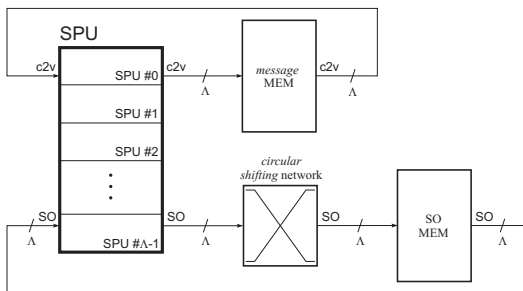 SPU
c2v
SPU #0
c2v
Λ
message
MEM
c2v
Λ
SPU #1
SPU #2
circular
shifting network
Λ
SO
SO
Λ
SO
Λ
SO
MEM
SO
Λ
SPU #Λ-1